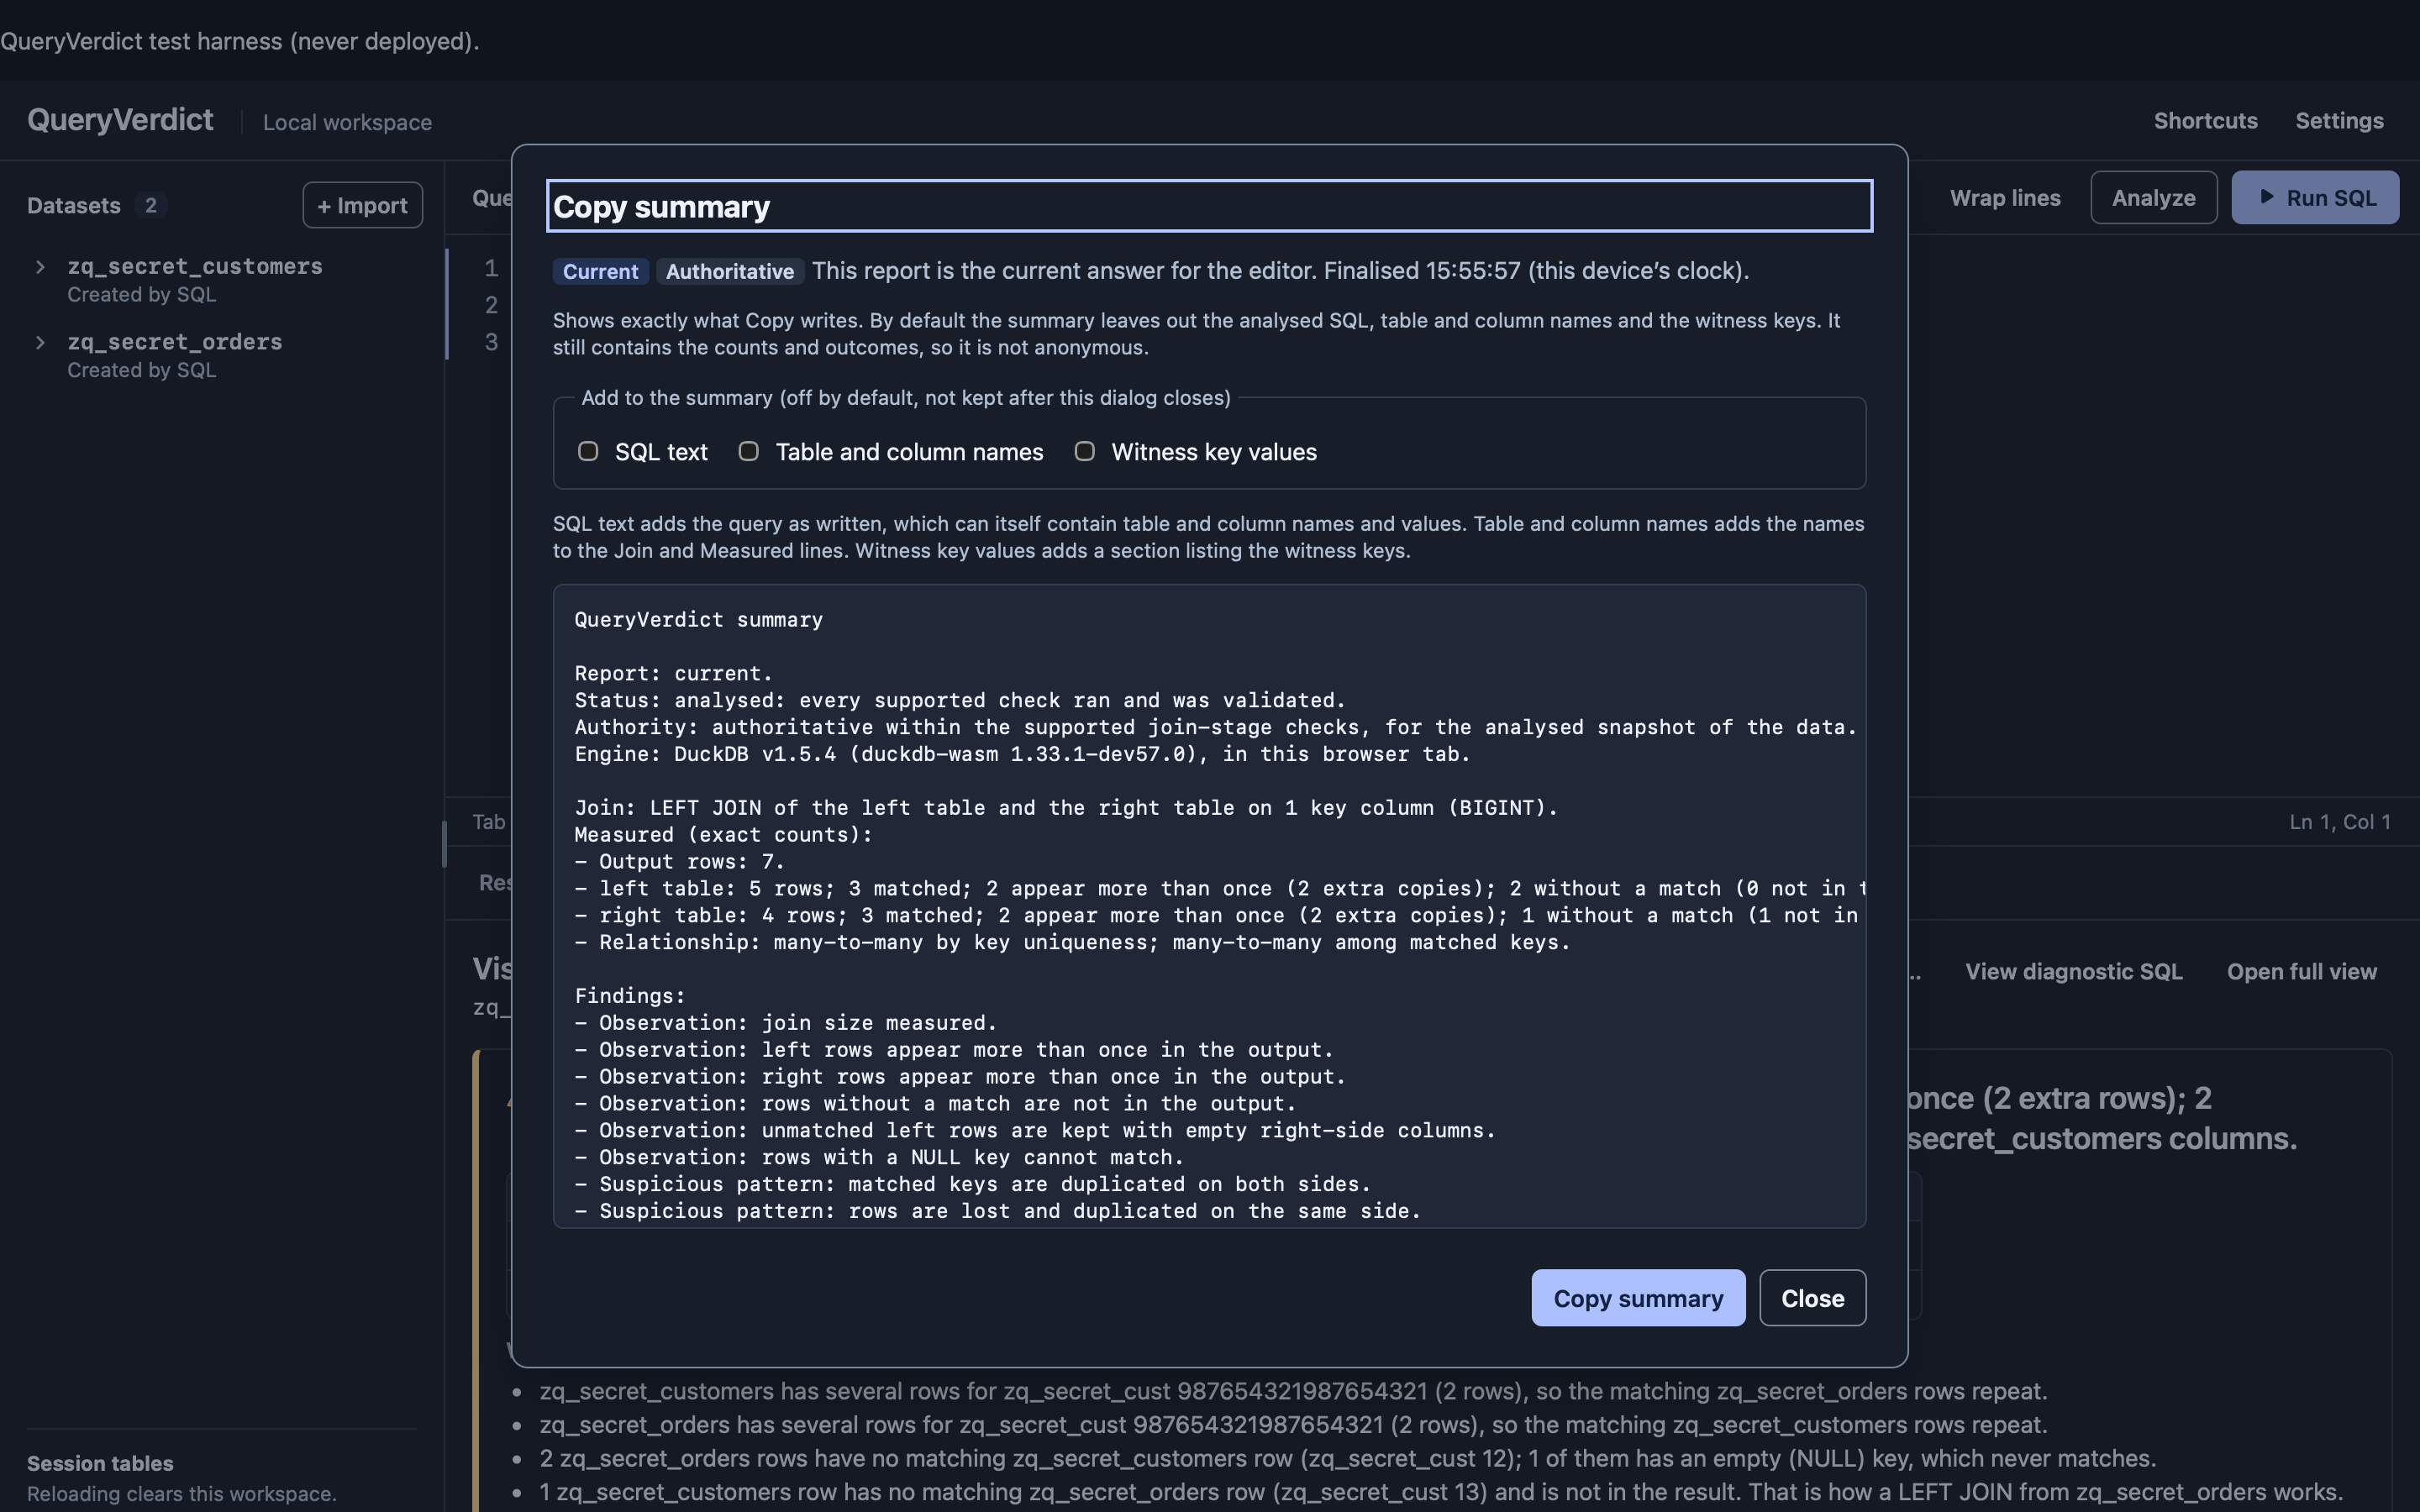 QueryVerdict test harness (never deployed).
QueryVerdict
Local workspace
Shortcuts
Settings
Datasets 2
+ Import
zq_secret_customers
Created by SQL
zq_secret_orders
Created by SQL
Wrap lines
Analyze
Run SQL
1
2
3
Copy summary
Current Authoritative This report is the current answer for the editor. Finalised 15:55:57 (this device’s clock).
Shows exactly what Copy writes. By default the summary leaves out the analysed SQL, table and column names and the witness keys. It
still contains the counts and outcomes, so it is not anonymous.
Add to the summary (off by default, not kept after this dialog closes)
SQL text
Table and column names
Witness key values
SQL text adds the query as written, which can itself contain table and column names and values. Table and column names adds the names
to the Join and Measured lines. Witness key values adds a section listing the witness keys.
QueryVerdict summary
Report: current.
Status: analysed: every supported check ran and was validated.
Authority: authoritative within the supported join-stage checks, for the analysed snapshot of the data.
Engine: DuckDB v1.5.4 (duckdb-wasm 1.33.1-dev57.0), in this browser tab.
Join: LEFT JOIN of the left table and the right table on 1 key column (BIGINT).
Measured (exact counts):
- Output rows: 7.
- left table: 5 rows; 3 matched; 2 appear more than once (2 extra copies); 2 without a match (0 not in
- right table: 4 rows; 3 matched; 2 appear more than once (2 extra copies); 1 without a match (1 not in
- Relationship: many-to-many by key uniqueness; many-to-many among matched keys.
Findings:
- Observation: join size measured.
- Observation: left rows appear more than once in the output.
- Observation: right rows appear more than once in the output.
- Observation: rows without a match are not in the output.
- Observation: unmatched left rows are kept with empty right-side columns.
- Observation: rows with a NULL key cannot match.
- Suspicious pattern: matched keys are duplicated on both sides.
- Suspicious pattern: rows are lost and duplicated on the same side.
Copy summary
Close
Tab
Ln 1, Col 1
View diagnostic SQL
Open full view
once (2 extra rows); 2
secret_customers columns.
• zq_secret_customers has several rows for zq_secret_cust 987654321987654321 (2 rows), so the matching zq_secret_orders rows repeat.
• zq_secret_orders has several rows for zq_secret_cust 987654321987654321 (2 rows), so the matching zq_secret_customers rows repeat.
• 2 zq_secret_orders rows have no matching zq_secret_customers row (zq_secret_cust 12); 1 of them has an empty (NULL) key, which never matches.
• 1 zq_secret_customers row has no matching zq_secret_orders row (zq_secret_cust 13) and is not in the result. That is how a LEFT JOIN from zq_secret_orders works.
Session tables
Reloading clears this workspace.